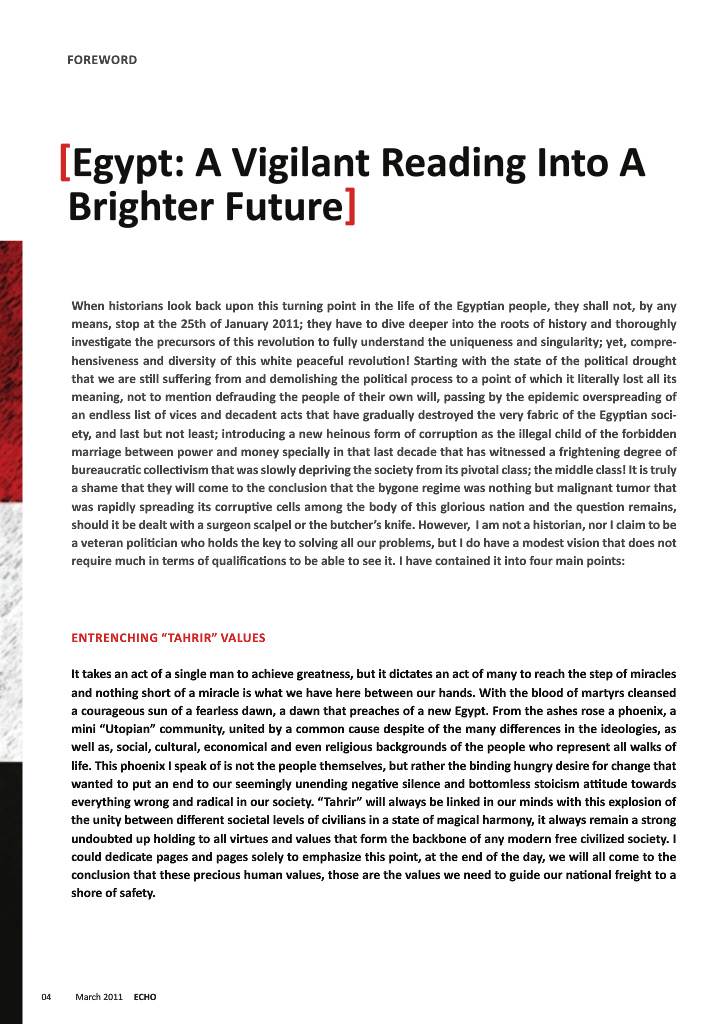 FOREWORD
[Egypt: A Vigilant Reading Into A
Brighter Future]
When historians look back upon this turning point in the life of the Egyptian people, they shall not, by any
means, stop at the 25th of January 2011; they have to dive deeper into the roots of history and thoroughly
investigate the precursors of this revolution to fully understand the uniqueness and singularity; yet, compre-
hensiveness and diversity of this white peaceful revolution! Starting with the state of the political drought
that we are still suffering from and demolishing the political process to a point of which it literally lost all its
meaning, not to mention defrauding the people of their own will, passing by the epidemic overspreading of
an endless list of vices and decadent acts that have gradually destroyed the very fabric of the Egyptian soci-
ety, and last but not least; introducing a new heinous form of corruption as the illegal child of the forbidden
marriage between power and money specially in that last decade that has witnessed a frightening degree of
bureaucratic collectivism that was slowly depriving the society from its pivotal class; the middle class! It is truly
a shame that they will come to the conclusion that the bygone regime was nothing but malignant tumor that
was rapidly spreading its corruptive cells among the body of this glorious nation and the question remains,
should it be dealt with a surgeon scalpel or the butcher's knife. However, I am not a historian, nor I claim to be
a veteran politician who holds the key to solving all our problems, but I do have a modest vision that does not
require much in terms of qualifications to be able to see it. I have contained it into four main points:
ENTRENCHING “TAHRIR” VALUES
It takes an act of a single man to achieve greatness, but it dictates an act of many to reach the step of miracles
and nothing short of a miracle is what we have here between our hands. With the blood of martyrs cleansed
a courageous sun of a fearless dawn, a dawn that preaches of a new Egypt. From the ashes rose a phoenix, a
mini “Utopian” community, united by a common cause despite of the many differences in the ideologies, as
well as, social, cultural, economical and even religious backgrounds of the people who represent all walks of
life. This phoenix I speak of is not the people themselves, but rather the binding hungry desire for change that
wanted to put an end to our seemingly unending negative silence and bottomless stoicism attitude towards
everything wrong and radical in our society. “Tahrir” will always be linked in our minds with this explosion of
the unity between different societal levels of civilians in a state of magical harmony, it always remain a strong
undoubted up holding to all virtues and values that form the backbone of any modern free civilized society. I
could dedicate pages and pages solely to emphasize this point, at the end of the day, we will all come to the
conclusion that these precious human values, those are the values we need to guide our national freight to a
shore of safety.
04 March 2011 ECHO